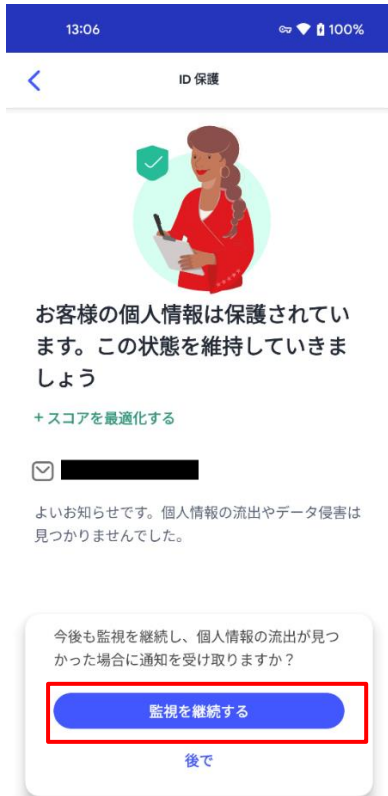 13:06
100%
ID 保護
お客様の個人情報は保護されてい
ます。この状態を維持していきま
しょう
+ スコアを最適化する
よいお知らせです。個人情報の流出やデータ侵害は
見つかりませんでした。
今後も監視を継続し、個人情報の流出が見つ
かった場合に通知を受け取りますか？
監視を継続する
後で